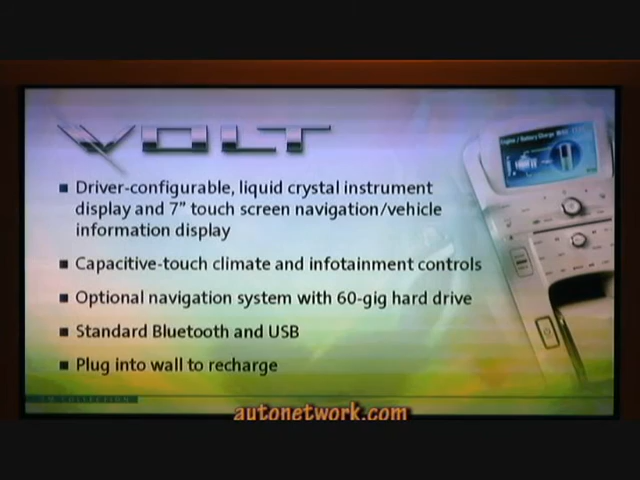 VOLT
Driver-configurable, liquid crystal instrument
display and 7” touch screen navigation/vehicle
information display
Capacitive-touch climate and infotainment controls
Optional navigation system with 60-gig hard drive
Standard Bluetooth and USB
Plug into wall to recharge
autonetwork.com